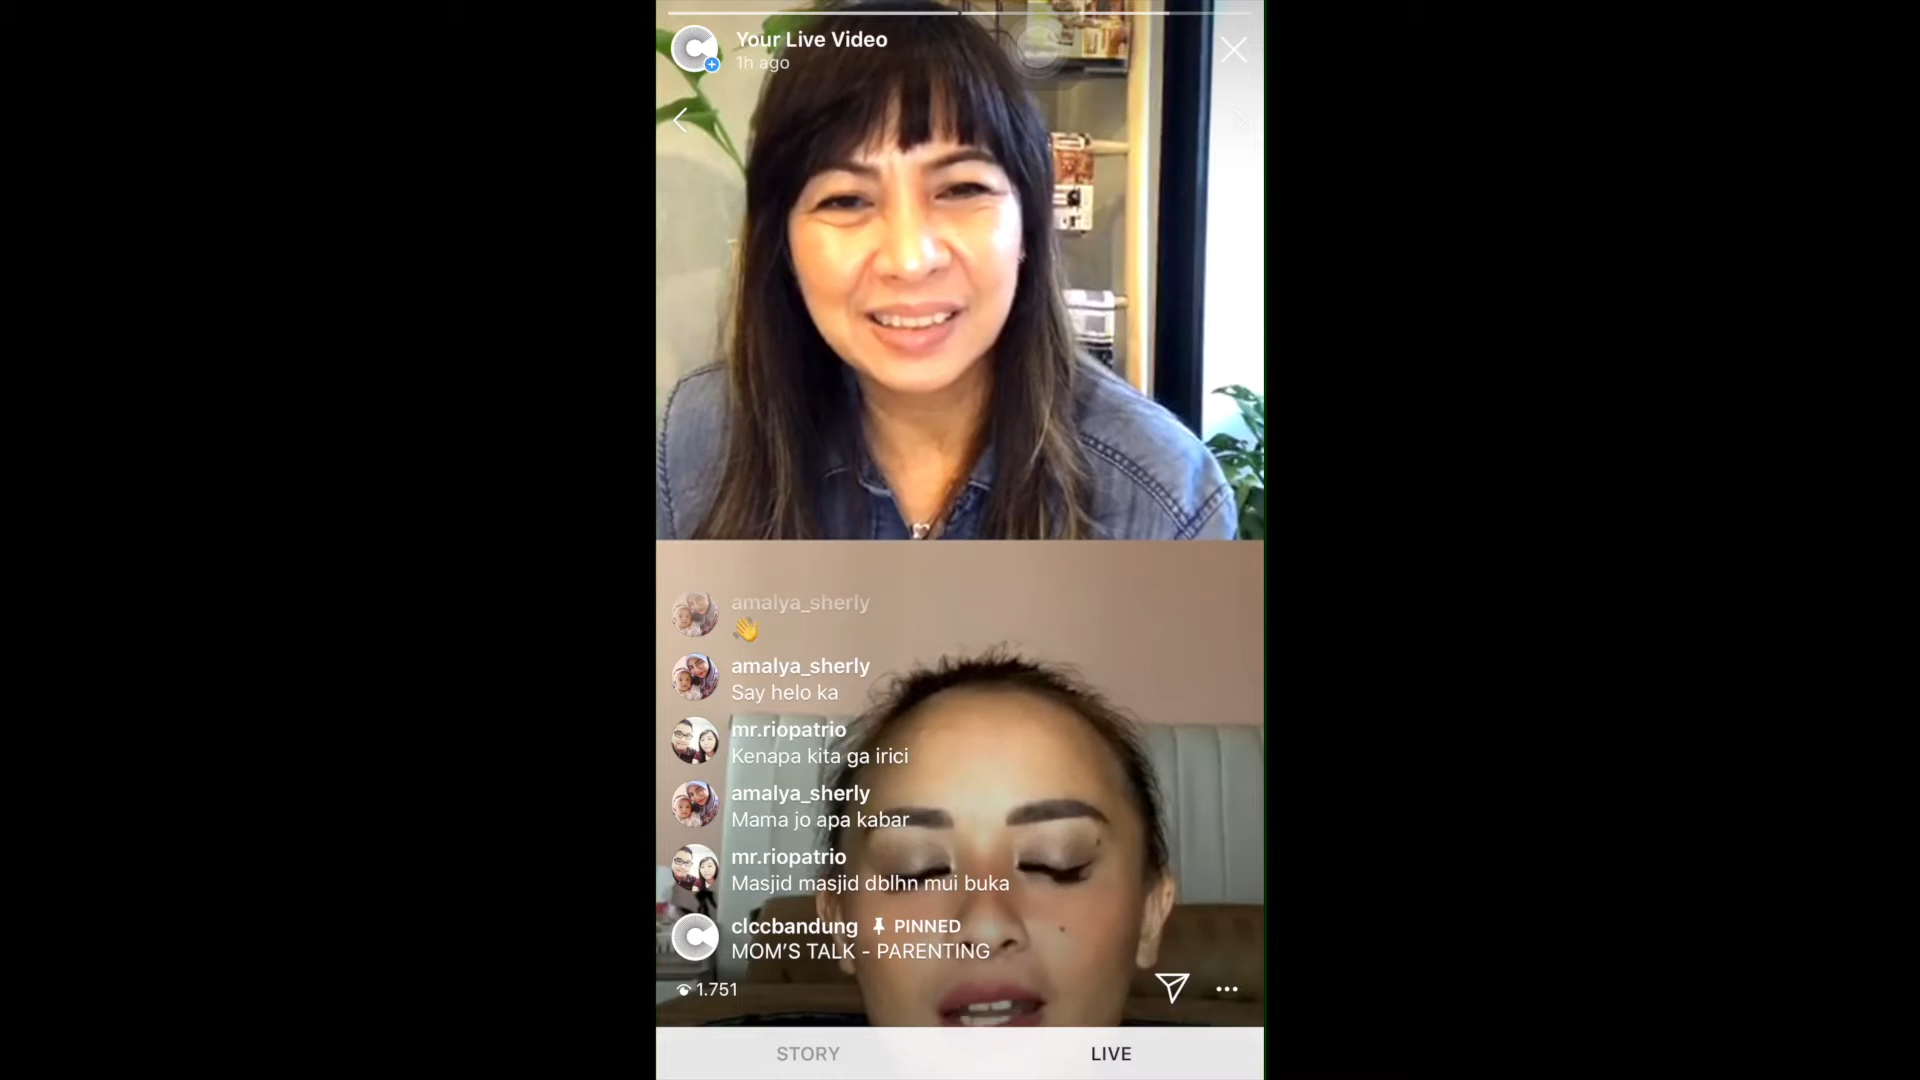 Your Live Video
1h ago
amalya_sherly
👋
amalya_sherly
Say helo ka
mr.riopatrio
Kenapa kita ga irici
amalya_sherly
Mama jo apa kabar
mr.riopatrio
Masjid masjid dblhn mui buka
clccbandung PINNED
MOM’S TALK - PARENTING
1.751
STORY
LIVE